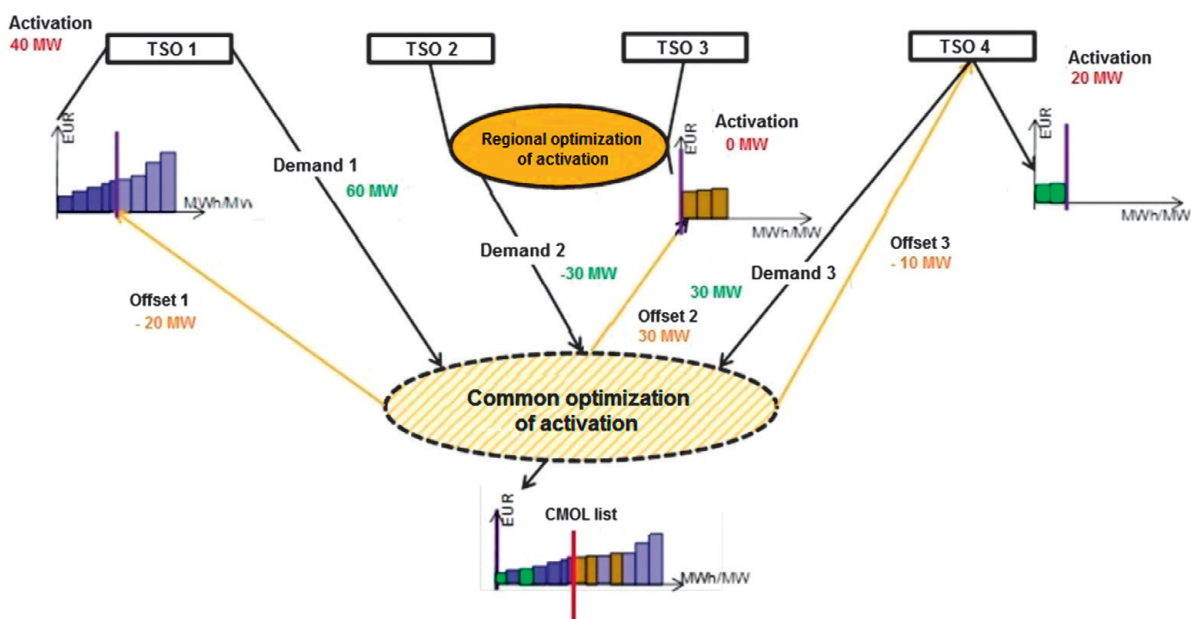 Activation
40 MW
TSO 1
TSO 2
TSO 3
TSO 4
Activation
20 MW
EUR
MWh/MW
Demand 1
60 MW
Regional optimization
of activation
Activation
0 MW
EUR
MWh/MW
EUR
MWh/MW
Demand 2
-30 MW
30 MW
Demand 3
Offset 3
- 10 MW
Offset 1
- 20 MW
Offset 2
30 MW
Common optimization
of activation
EUR
CMOL list
MWh/MW